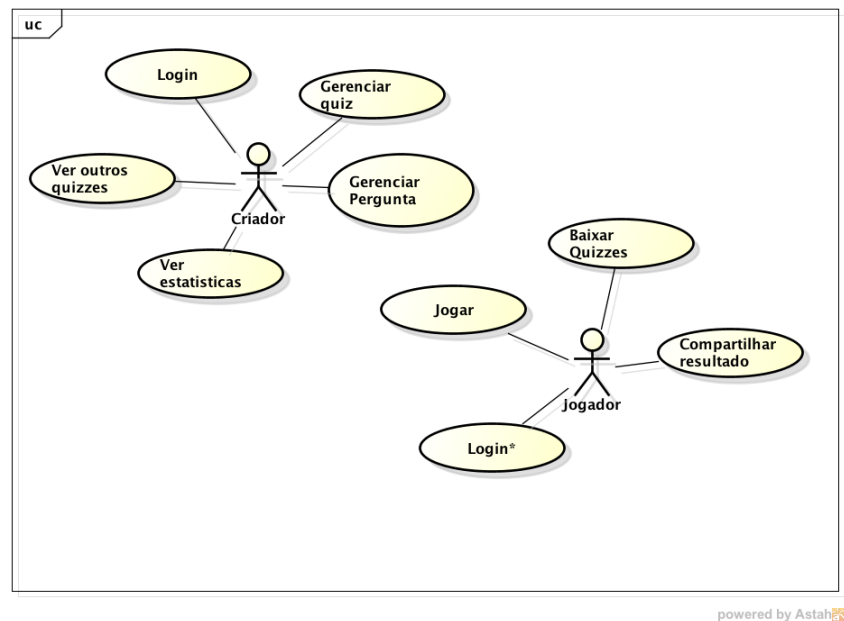 uc
Login
Gerenciar
quiz
Ver outros
quizzes
Gerenciar
Pergunta
Criador
Ver
estatisticas
Baixar
Quizzes
Jogar
Compartilhar
resultado
Jogador
Login*
powered by Astah